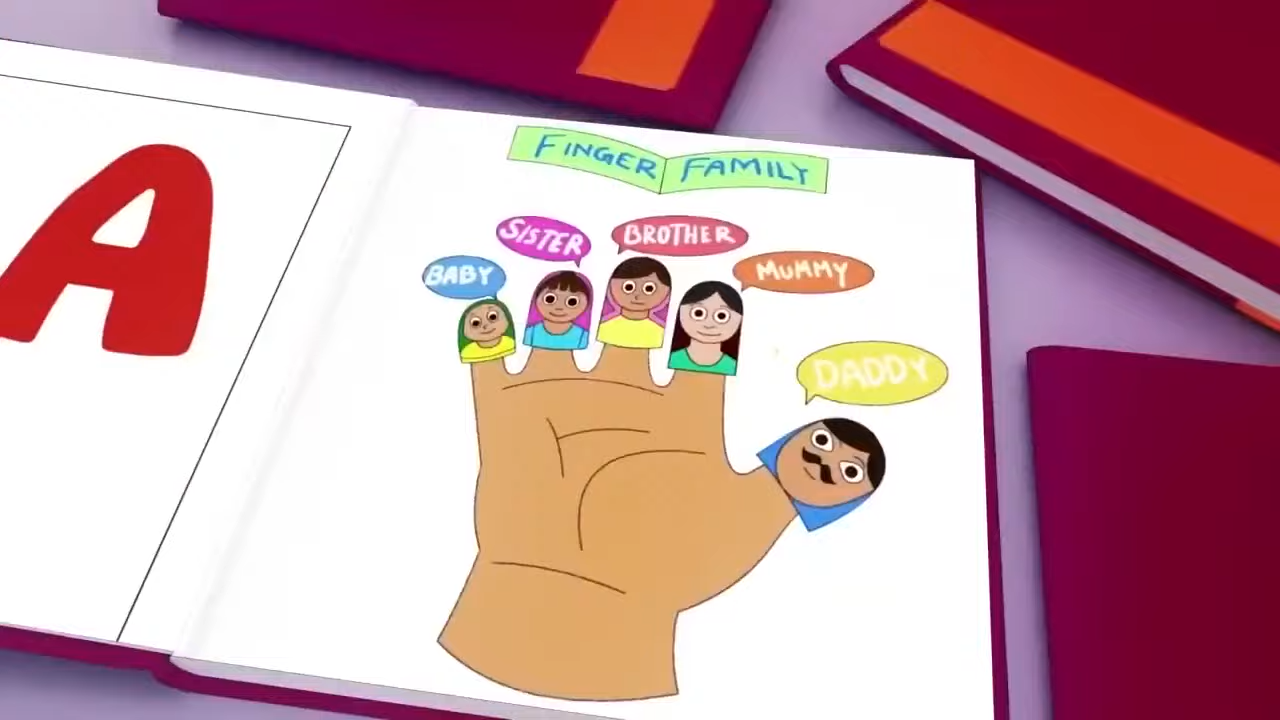 A
FINGER FAMILY
SISTER
BROTHER
BABY
MUMMY
DADDY